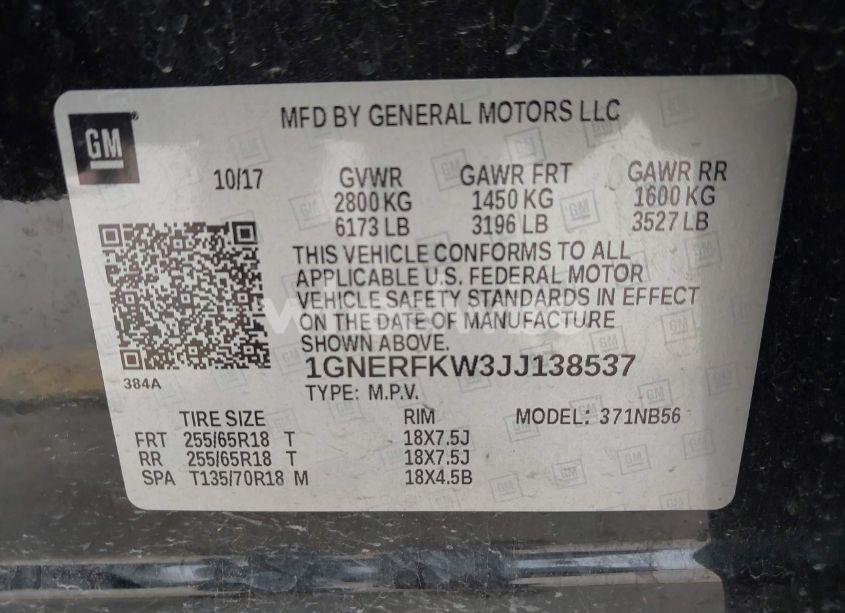 MFD BY GENERAL MOTORS LLC
GM
10/17 GVWR GAWR FRT GAWR RR
2800 KG 1450 KG 1600 KG
6173 LB 3196 LB 3527 LB
THIS VEHICLE CONFORMS TO ALL
APPLICABLE U.S. FEDERAL MOTOR
VEHICLE SAFETY STANDARDS IN EFFECT
ON THE DATE OF MANUFACTURE
SHOWN ABOVE.
1GNERFKW3JJ138537
384A
TYPE: M.P.V.
TIRE SIZE RIM MODEL: 371NB56
FRT 255/65R18 T 18X7.5J
RR 255/65R18 T 18X7.5J
SPA T135/70R18 M 18X4.5B